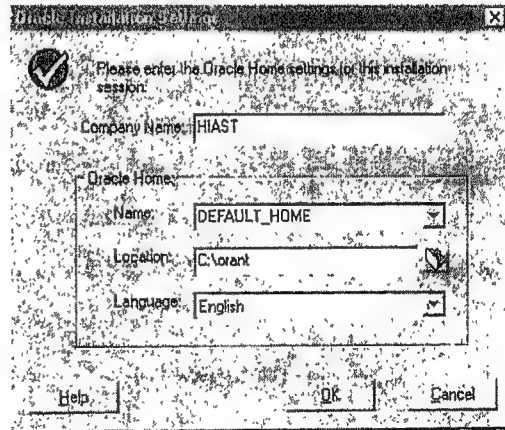 Oracle Installation Settings
Please enter the Oracle Home settings for this installation
session:
Company Name: HIAST
Oracle Home:
Name: DEFAULT_HOME
Location: C:\orant
Language: English
Help OK Cancel